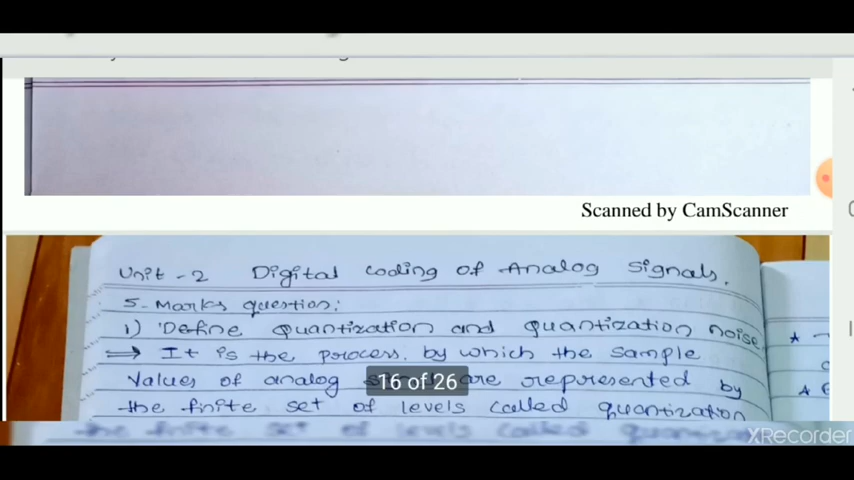 Scanned by CamScanner
Unit-2 Digital coding of Analog Signals.
5-Marks question:
1) Define quantization and quantization noise
⇒ It is the process. by which the sample
values of analog 16 of 26 are represented by
the finite set of levels called quantization
XRecorder